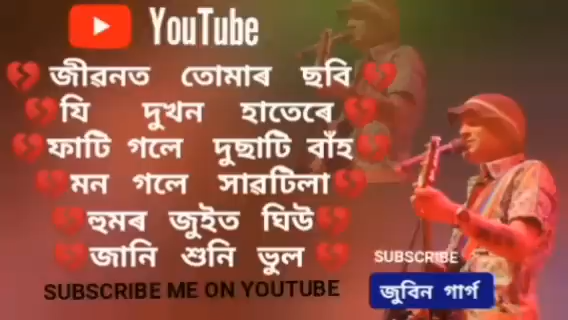 YouTube
জীৱনত তোমাৰ ছবি
যি দুখন হাতেৰে
ফাটি গলে দুছাটি বাঁহ
মন গলে সাৱটিলা
হুমৰ জুইত ঘিউ
জানি শুনি ভুল
SUBSCRIBE ME ON YOUTUBE
SUBSCRIBE
জুবিন গাৰ্গ